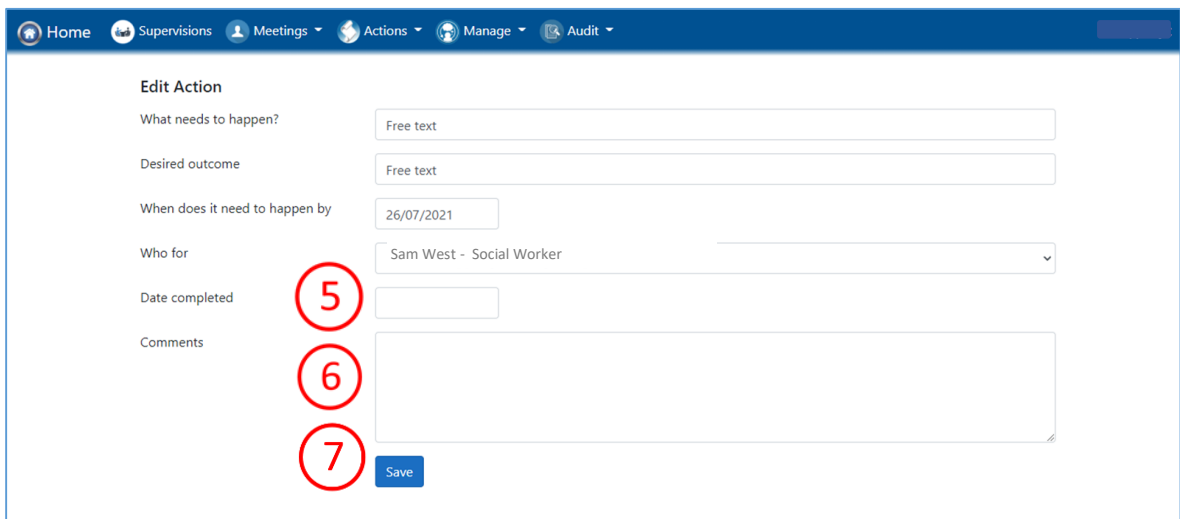 Home Supervisions Meetings Actions Manage Audit
Edit Action
What needs to happen? Free text
Desired outcome Free text
When does it need to happen by 26/07/2021
Who for Sam West - Social Worker
Date completed 5
Comments
6
7 Save